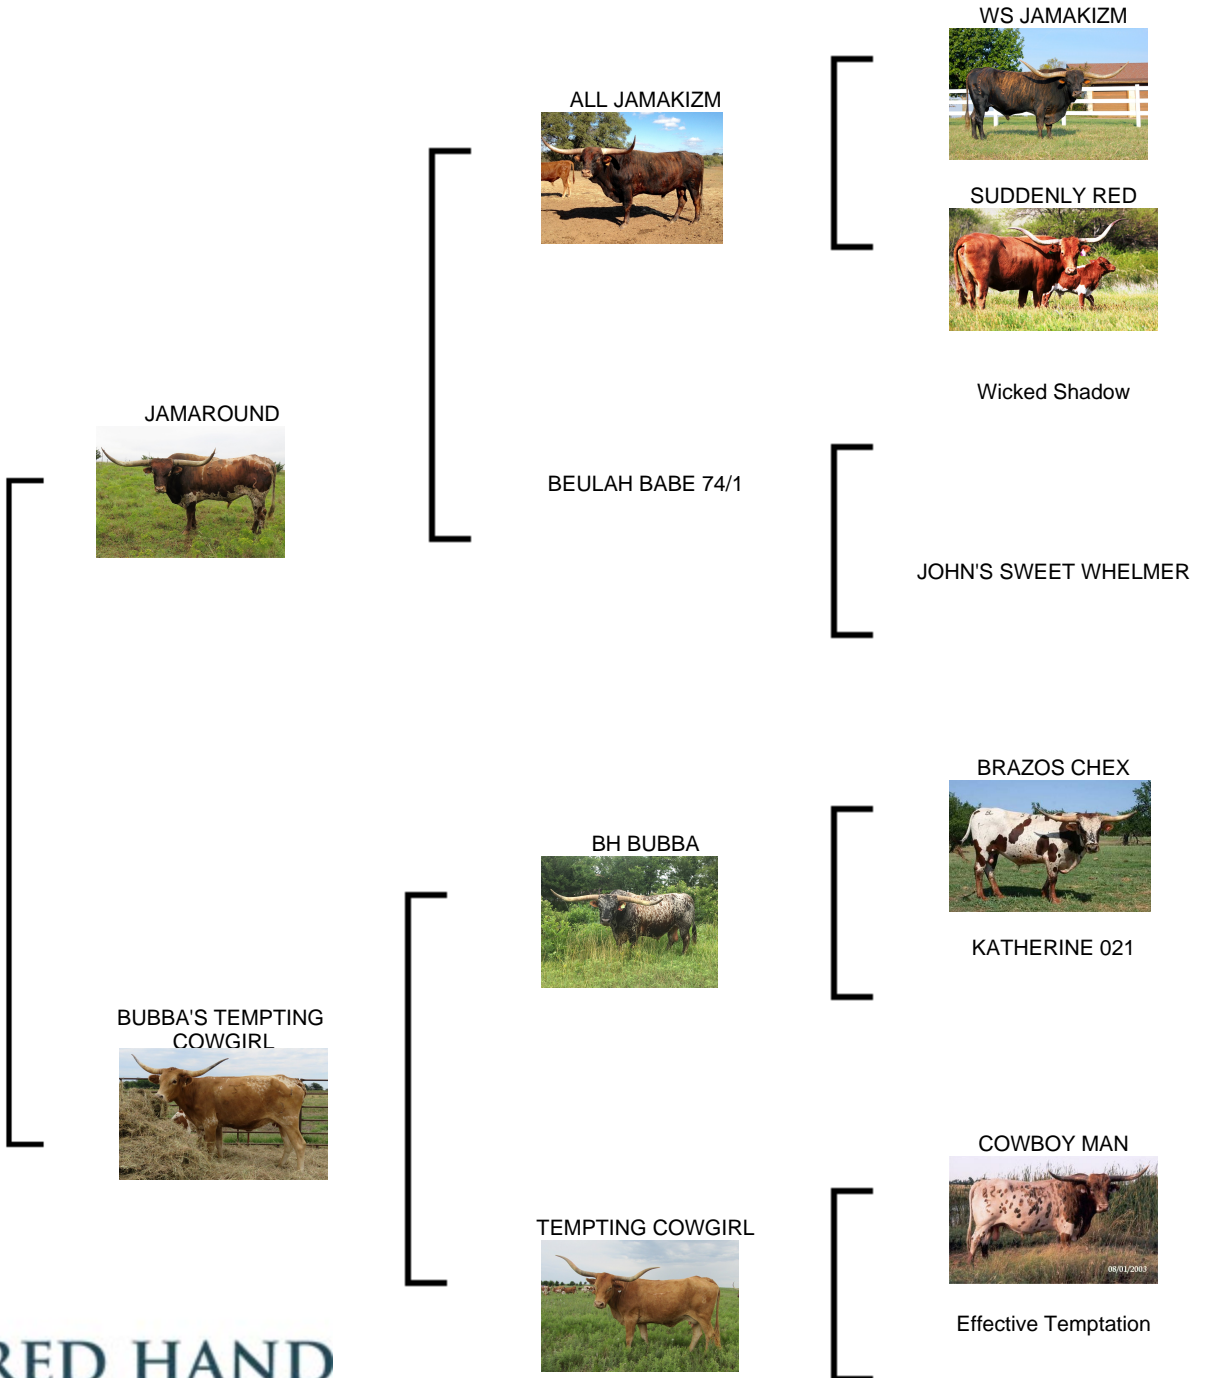 WS JAMAKIZM
ALL JAMAKIZM
SUDDENLY RED
Wicked Shadow
JAMAROUND
BEULAH BABE 74/1
JOHN'S SWEET WHELMER
BRAZOS CHEX
BH BUBBA
KATHERINE 021
BUBBA'S TEMPTING
COWGIRL
COWBOY MAN
08/01/2003
TEMPTING COWGIRL
Effective Temptation
RED HAND